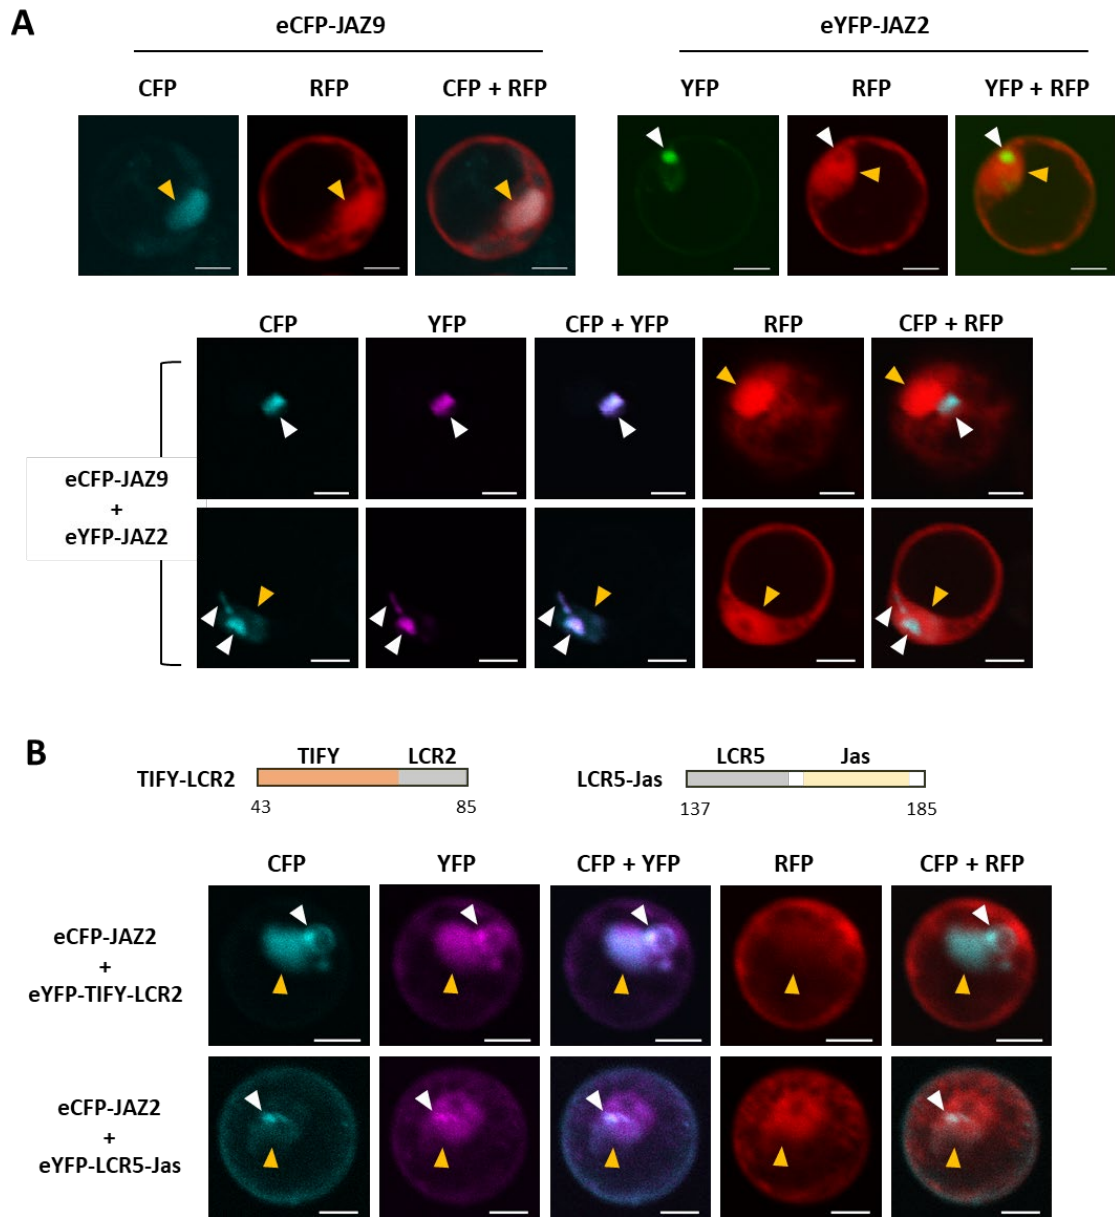 A
eCFP-JAZ9
eYFP-JAZ2
CFP RFP CFP + RFP YFP RFP YFP + RFP
CFP YFP CFP + YFP RFP CFP + RFP
eCFP-JAZ9
+
eYFP-JAZ2
B
TIFY LCR2
TIFY-LCR2
43 85
LCR5 Jas
LCR5-Jas
137 185
CFP YFP CFP + YFP RFP CFP + RFP
eCFP-JAZ2
+
eYFP-TIFY-LCR2
eCFP-JAZ2
+
eYFP-LCR5-Jas